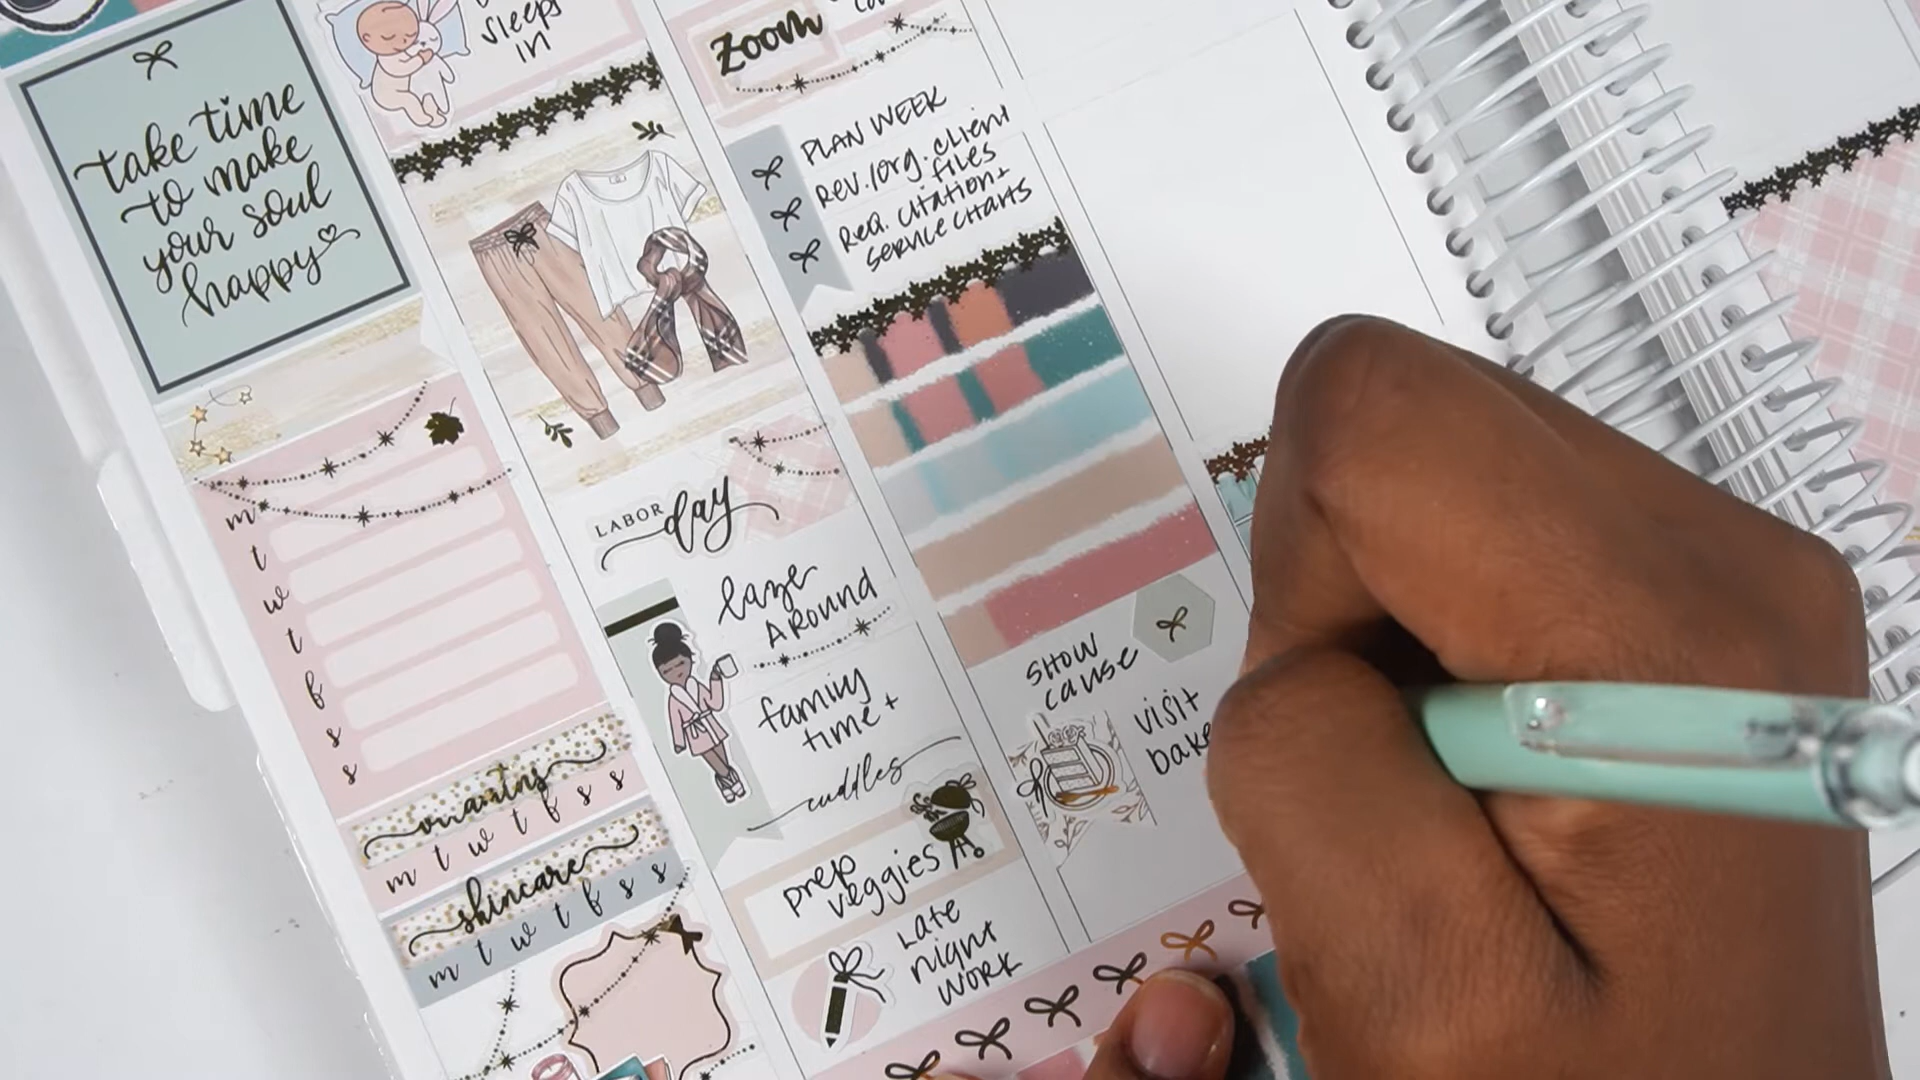 take time
to make
your soul
happy
m
t
w
t
f
s
s
m t w t f s s
skincare
m t w t f s s
sleeps
in
LABOR day
laze
AROUND
family
time +
cuddles
prep
veggies
LATE
night
WORK
zoom
PLAN WEEK
REV./ORG. client
files
REQ. CITATION +
SERVICE CHARTS
SHOW
cause
visit